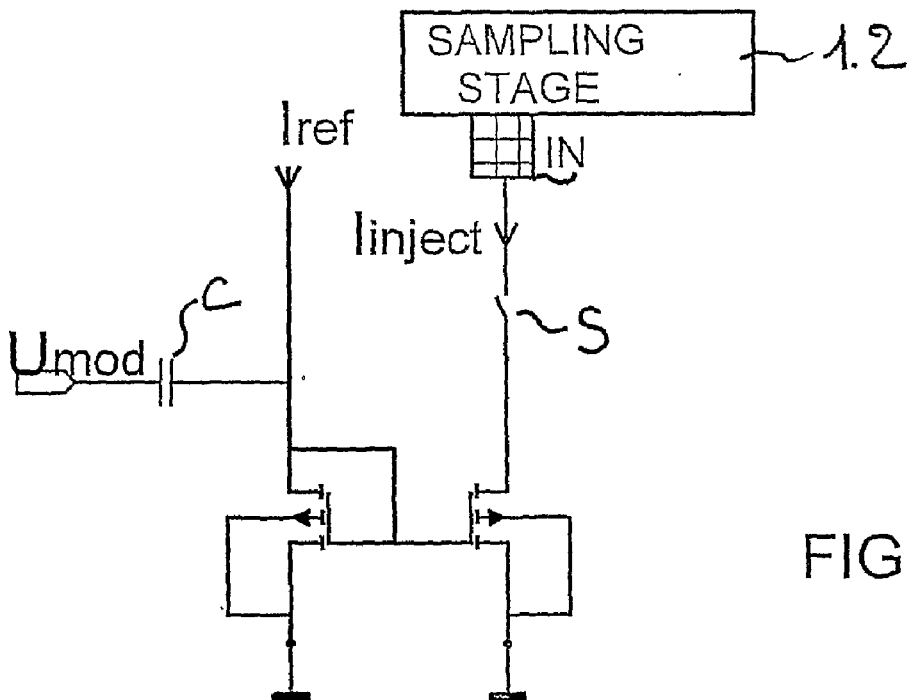 SAMPLING
STAGE
1.2
Iref
IN
Iinject
C
S
Umod
FIG